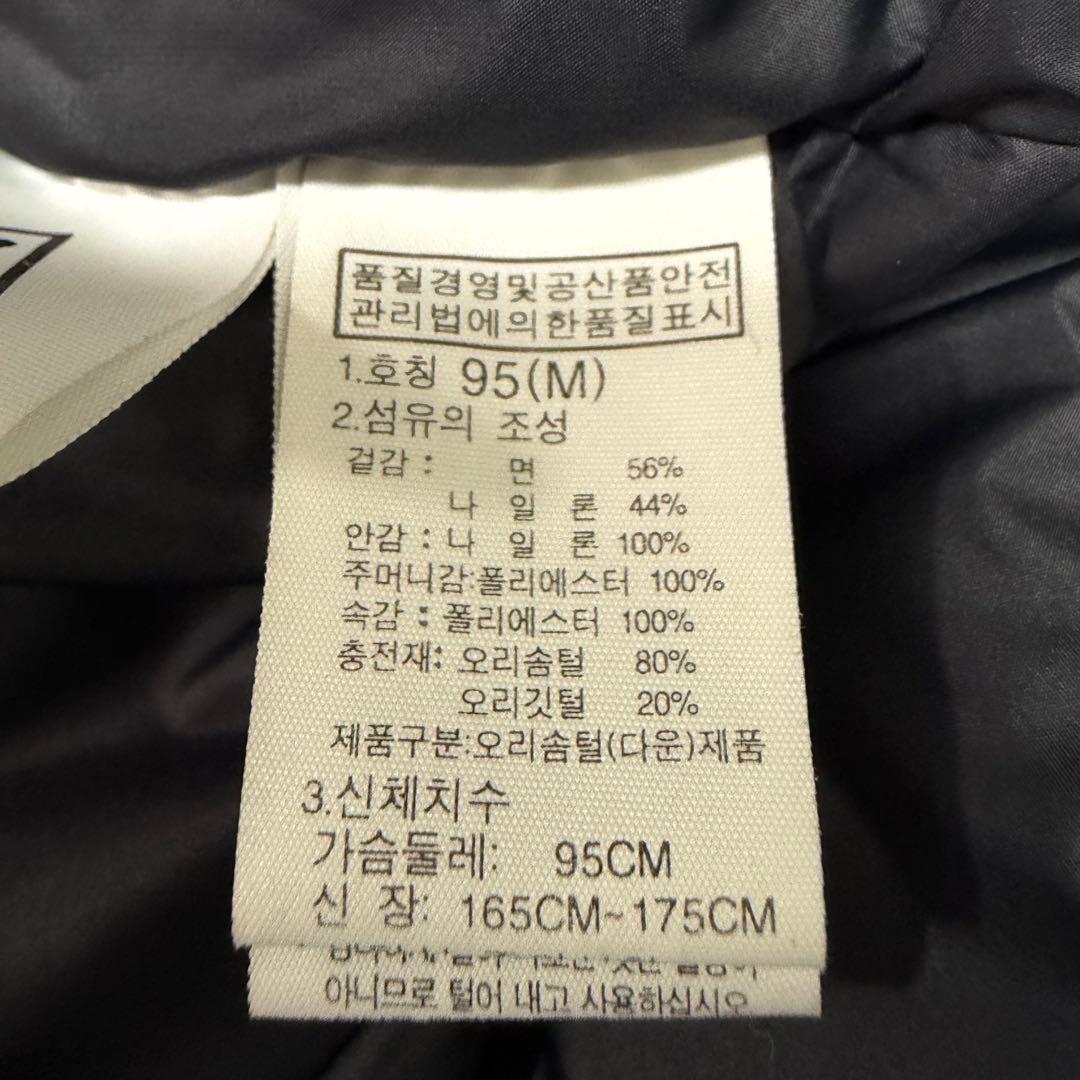 품질경영및공산품안전
관리법에의한품질표시
1.호칭 95(M)
2.섬유의 조성
겉감 : 면 56%
나 일 론 44%
안감 : 나 일 론 100%
주머니감:폴리에스터 100%
속감 : 폴리에스터 100%
충전재: 오리솜털 80%
오리깃털 20%
제품구분:오리솜털(다운)제품
3.신체치수
가슴둘레: 95CM
신 장: 165CM~175CM
아니므로 털어 내고 사용하십시오